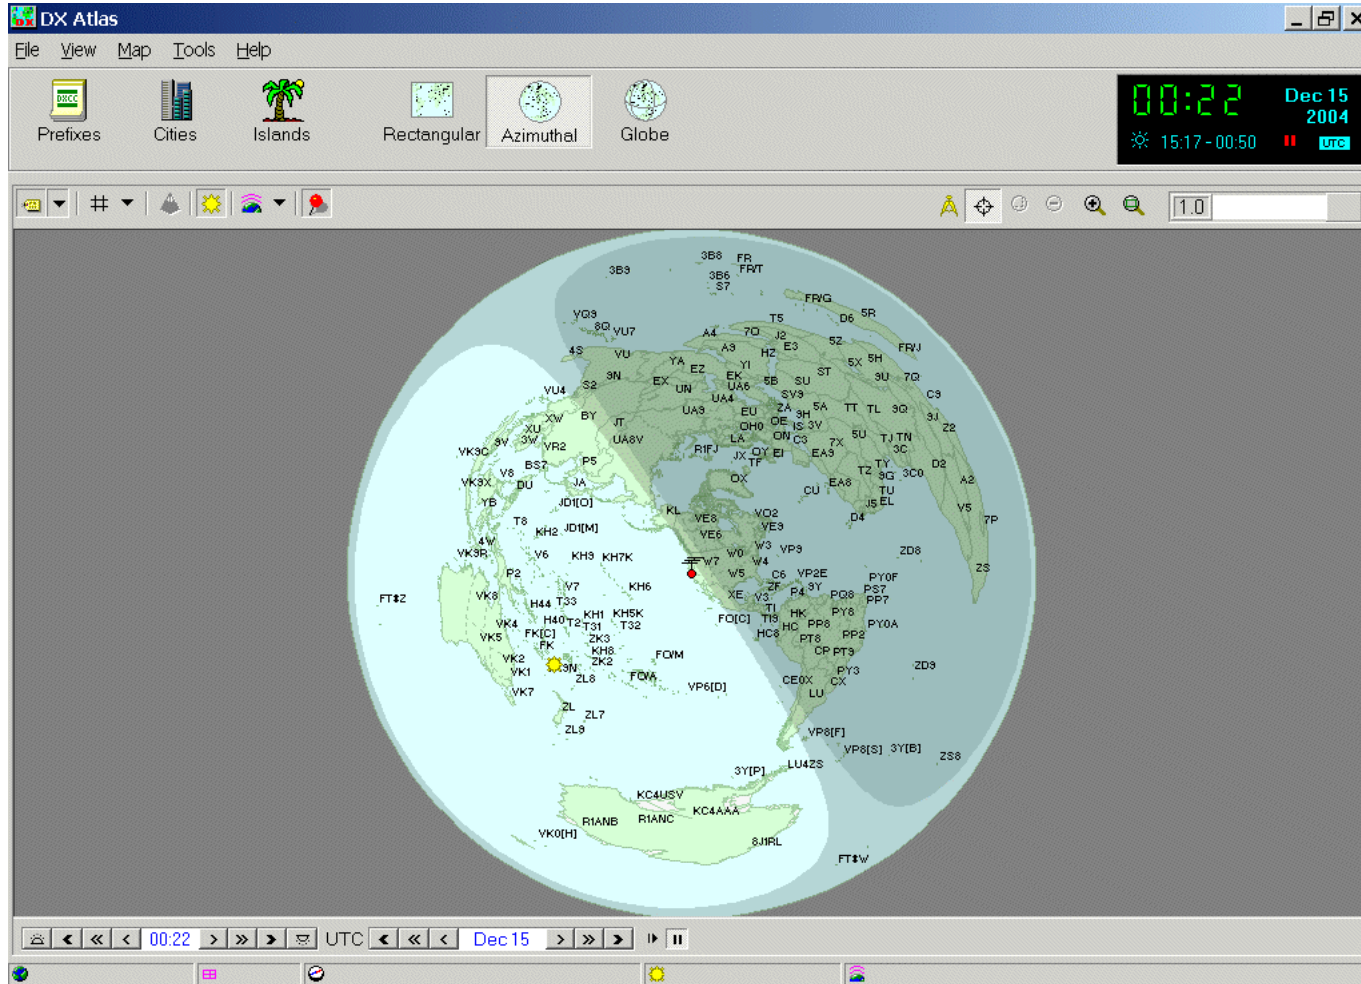 DX Atlas
File View Map Tools Help
Prefixes Cities Islands Rectangular Azimuthal Globe
00:22 Dec 15
2004
15:17 - 00:50 UTC
1.0
3B8 FR
3B9 FR/T
3B6
S7
FR/G
VQ9 T5 D6 5R
8Q VU7
A4 7O J2
E3 5Z FR/J
4S VU A9 HZ
YA YI 5X 5H
EZ ST
9N EX EK 9U 7Q
S2 UN UA6 5B SU
VU4 SV9 C9
UA4
XW BY UA9 EU ZA 9H 5A TT TL 9Q 9J
XU JT OH0 OE IS 3V Z2
9V 3W UA8V LA ON C3 5U TJ TN
VR2 R1FJ 7X 3C
VK9C JX OY EI EA9
BS7 P5 TF TZ TY D2
V8 OX 9G 3C0
VK9X DU JA EA8 TU A2
YB CU J5 EL
JD1[O] KL V5
T8 VE8 VO2 D4 7P
KH2 JD1[M] VE9
4W VE6
VK9R V6 KH9 KH7K W0 W3 VP9 ZD8
W7 W4
P2 W5 C6 VP2E PY0F ZS
V7 KH6 ZF 9Y PS7
VK8 XE V3 P4 PQ8 PP7
FT$Z H44 T33 TI
KH1 KH5K HK PY8
VK4 H40 T2 T31 T32 FO[C] TI9 HC PP8 PY0A
FK[C] ZK3 HC8 PP2
VK5 FK KH8 PT8
VK2 ZK2 FO/M CP PT9
VK1 9N ZD9
ZL8 FO/A VP6[D] CE0X PY3
CX
VK7 LU
ZL ZL7
ZL9 VP8[F]
VP8[S] 3Y[B]
ZS8
3Y[P] LU4ZS
KC4USV
KC4AAA
R1ANB R1ANC
VK0[H] 8J1RL
FT$W
00:22 UTC Dec 15